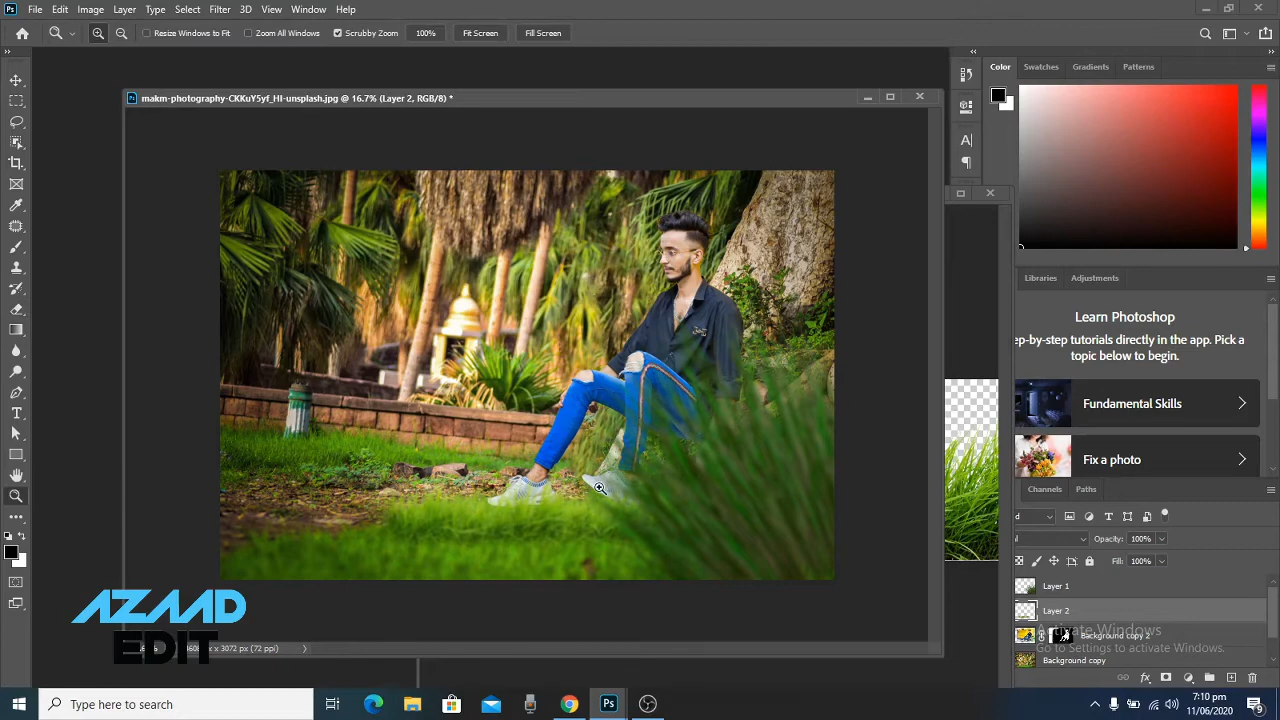 Ps File Edit Image Layer Type Select Filter 3D View Window Help
Resize Windows to Fit Zoom All Windows Scrubby Zoom 100% Fit Screen Fill Screen
makm-photography-CKKuY5yf_HI-unsplash.jpg @ 16.7% (Layer 2, RGB/8) *
Color Swatches Gradients Patterns
Libraries Adjustments
Learn Photoshop
ep-by-step tutorials directly in the app. Pick a
topic below to begin.
Fundamental Skills
Fix a photo
Channels Paths
Opacity: 100%
Fill: 100%
Layer 1
Layer 2
Background copy 2
Background copy
Activate Windows
Go to Settings to activate Windows.
AZAAD
EDIT
x 3072 px (72 ppi)
Type here to search
Ps
7:10 pm
11/06/2020